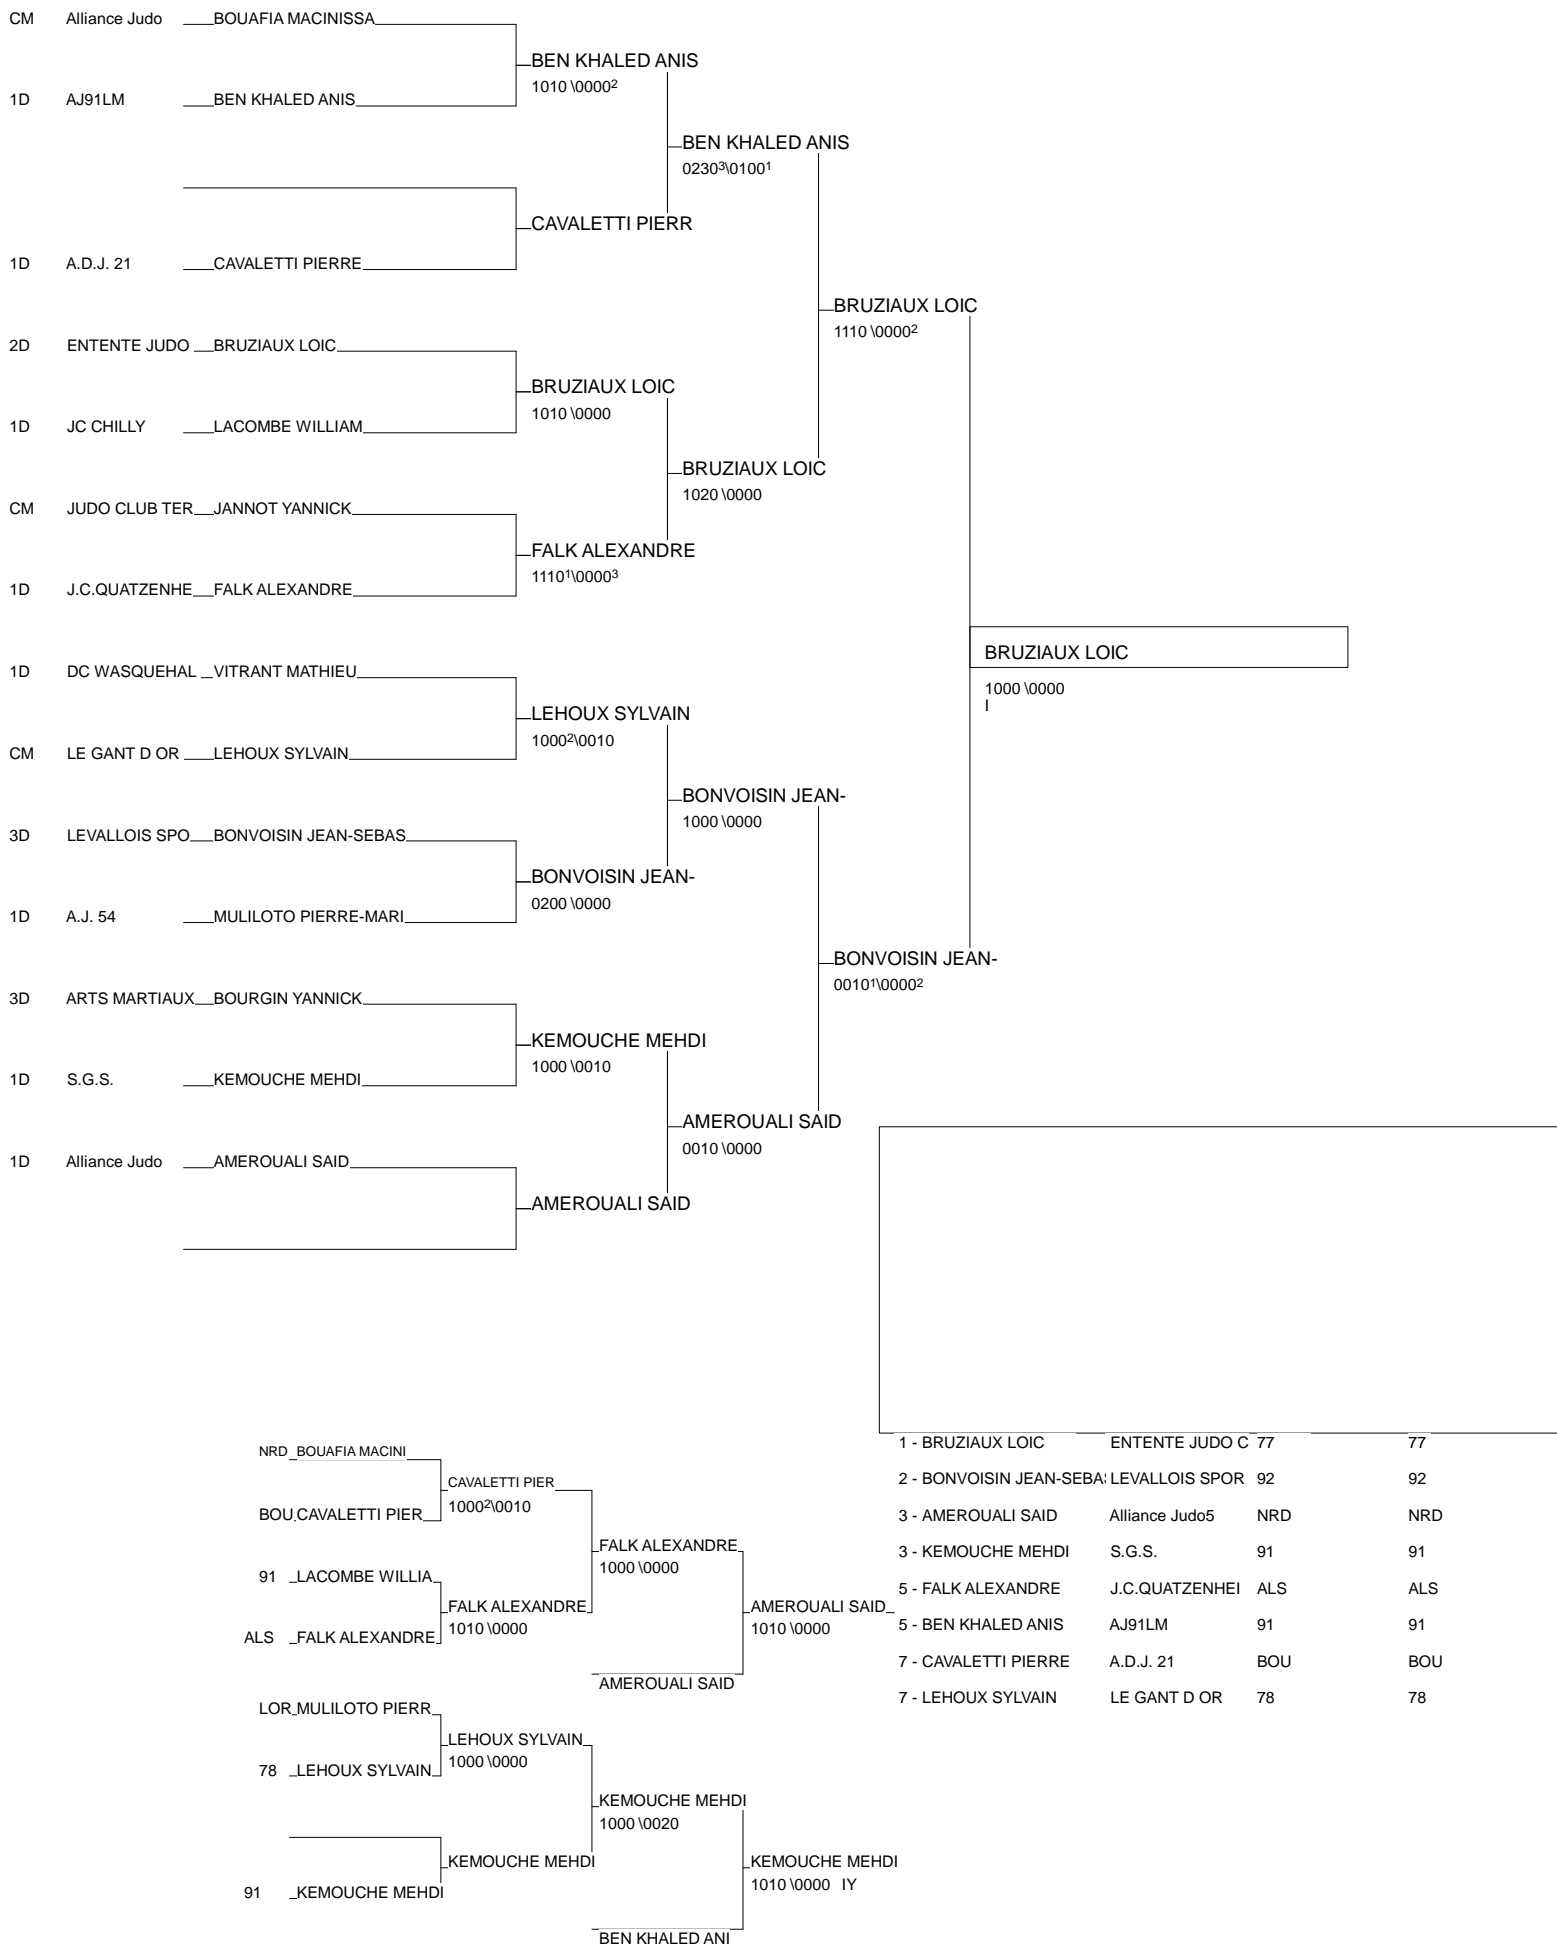 CM Alliance Judo BOUAFIA MACINISSA
BEN KHALED ANIS
1010 \0000²
1D AJ91LM BEN KHALED ANIS
BEN KHALED ANIS
0230³\0100¹
CAVALETTI PIERR
1D A.D.J. 21 CAVALETTI PIERRE
BRUZIAUX LOIC
1110 \0000²
2D ENTENTE JUDO BRUZIAUX LOIC
BRUZIAUX LOIC
1010 \0000
1D JC CHILLY LACOMBE WILLIAM
BRUZIAUX LOIC
1020 \0000
CM JUDO CLUB TER JANNOT YANNICK
FALK ALEXANDRE
1110¹\0000³
1D J.C.QUATZENHE FALK ALEXANDRE
BRUZIAUX LOIC
1000 \0000
I
1D DC WASQUEHAL VITRANT MATHIEU
LEHOUX SYLVAIN
1000²\0010
CM LE GANT D OR LEHOUX SYLVAIN
BONVOISIN JEAN-
1000 \0000
3D LEVALLOIS SPO BONVOISIN JEAN-SEBAS
BONVOISIN JEAN-
0200 \0000
1D A.J. 54 MULILOTO PIERRE-MARI
BONVOISIN JEAN-
0010¹\0000²
3D ARTS MARTIAUX BOURGIN YANNICK
KEMOUCHE MEHDI
1000 \0010
1D S.G.S. KEMOUCHE MEHDI
AMEROUALI SAID
0010 \0000
1D Alliance Judo AMEROUALI SAID
AMEROUALI SAID
NRD BOUAFIA MACINI
CAVALETTI PIER
1000²\0010
BOU CAVALETTI PIER
FALK ALEXANDRE
1000 \0000
91 LACOMBE WILLIA
FALK ALEXANDRE
1010 \0000
ALS FALK ALEXANDRE
AMEROUALI SAID
1010 \0000
AMEROUALI SAID
LOR MULILOTO PIERR
LEHOUX SYLVAIN
1000 \0000
78 LEHOUX SYLVAIN
KEMOUCHE MEHDI
1000 \0020
KEMOUCHE MEHDI
91 KEMOUCHE MEHDI
KEMOUCHE MEHDI
1010 \0000 IY
BEN KHALED ANI
1 - BRUZIAUX LOIC ENTENTE JUDO C 77 77
2 - BONVOISIN JEAN-SEBA LEVALLOIS SPOR 92 92
3 - AMEROUALI SAID Alliance Judo5 NRD NRD
3 - KEMOUCHE MEHDI S.G.S. 91 91
5 - FALK ALEXANDRE J.C.QUATZENHEI ALS ALS
5 - BEN KHALED ANIS AJ91LM 91 91
7 - CAVALETTI PIERRE A.D.J. 21 BOU BOU
7 - LEHOUX SYLVAIN LE GANT D OR 78 78